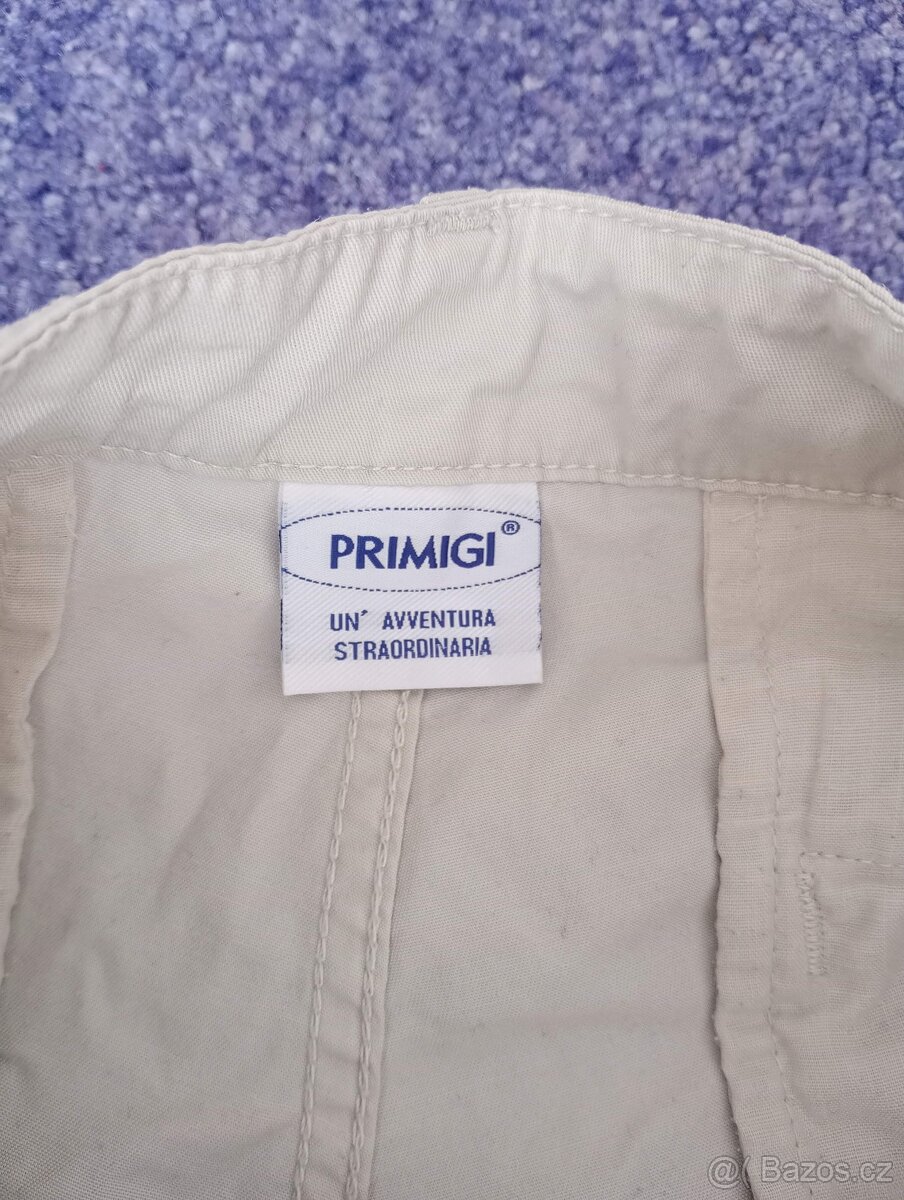 PRIMIGI®
UN' AVVENTURA
STRAORDINARIA
@( Bazos.cz